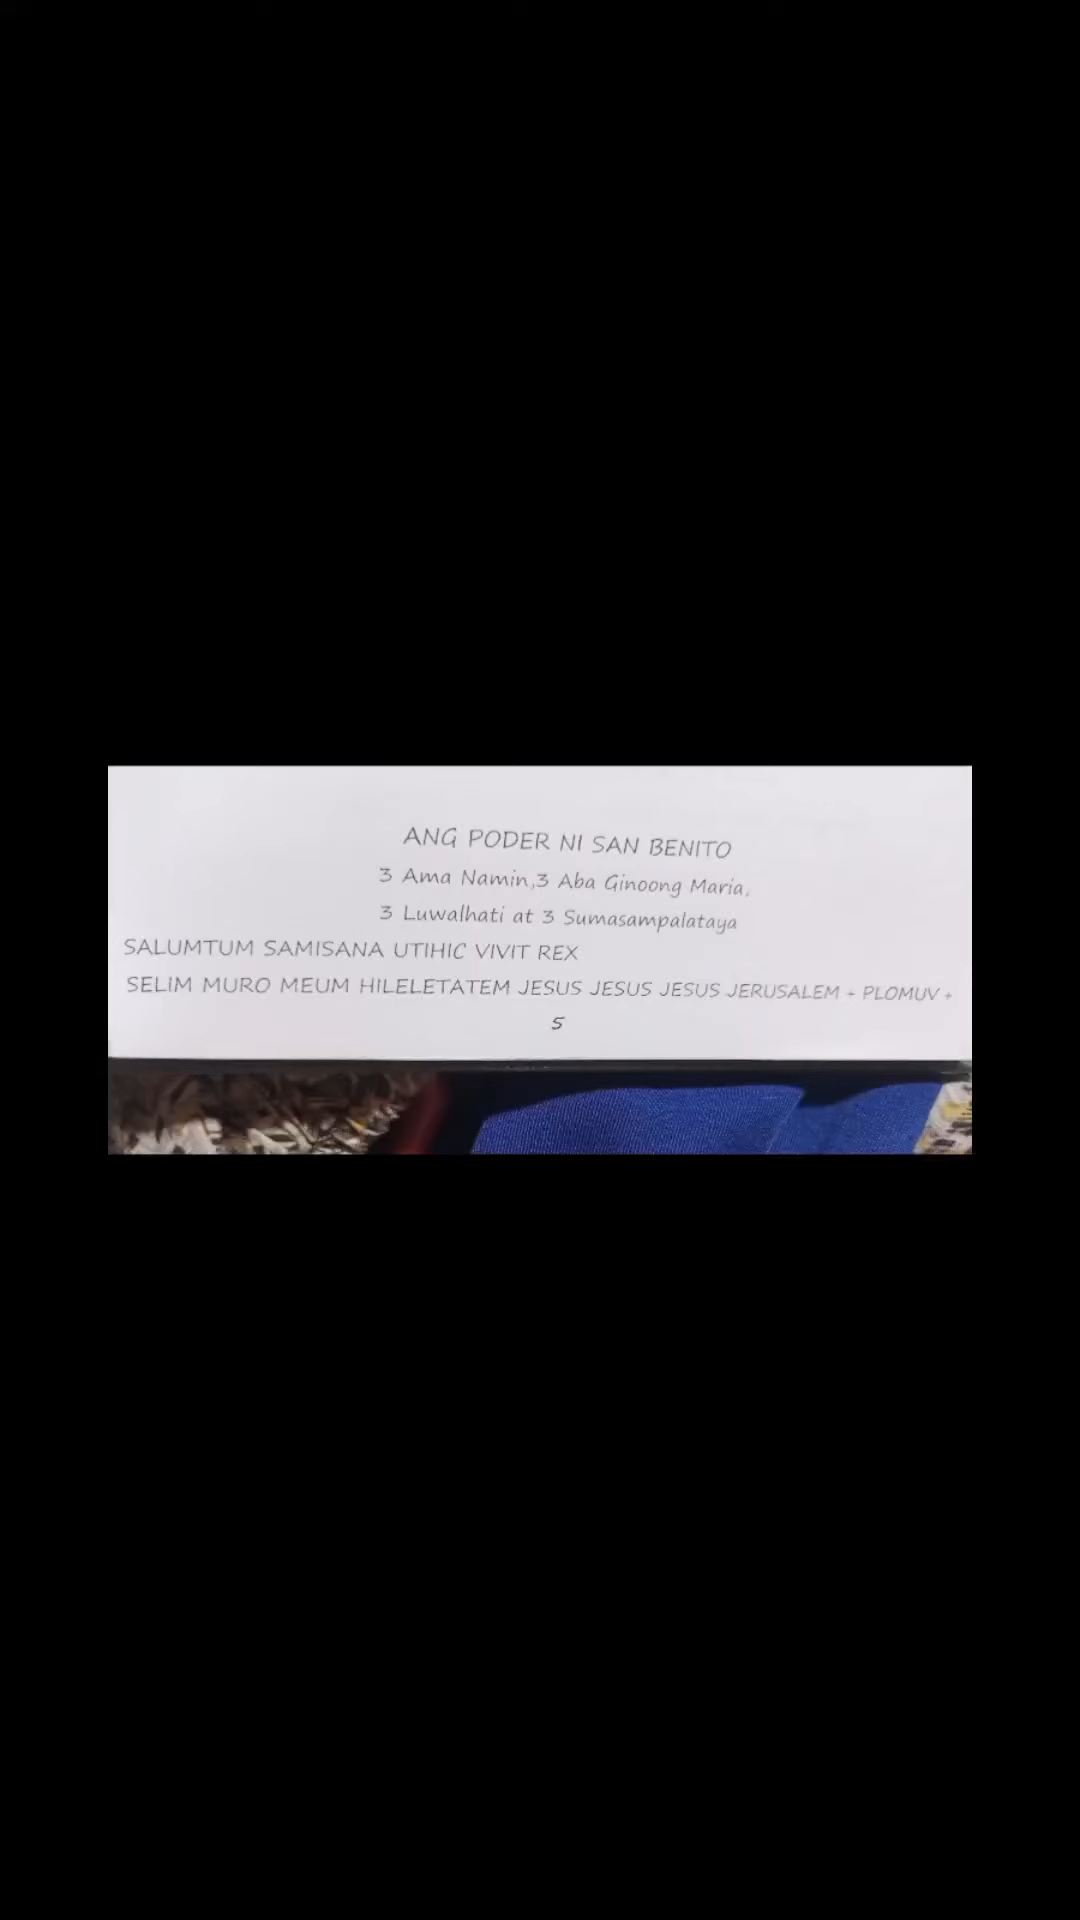 ANG PODER NI SAN BENITO
3 Ama Namin,3 Aba Ginoong Maria,
3 Luwalhati at 3 Sumasampalataya
SALUMTUM SAMISANA UTIHIC VIVIT REX
SELIM MURO MEUM HILELETATEM JESUS JESUS JESUS JERUSALEM + PLOMUV +
5